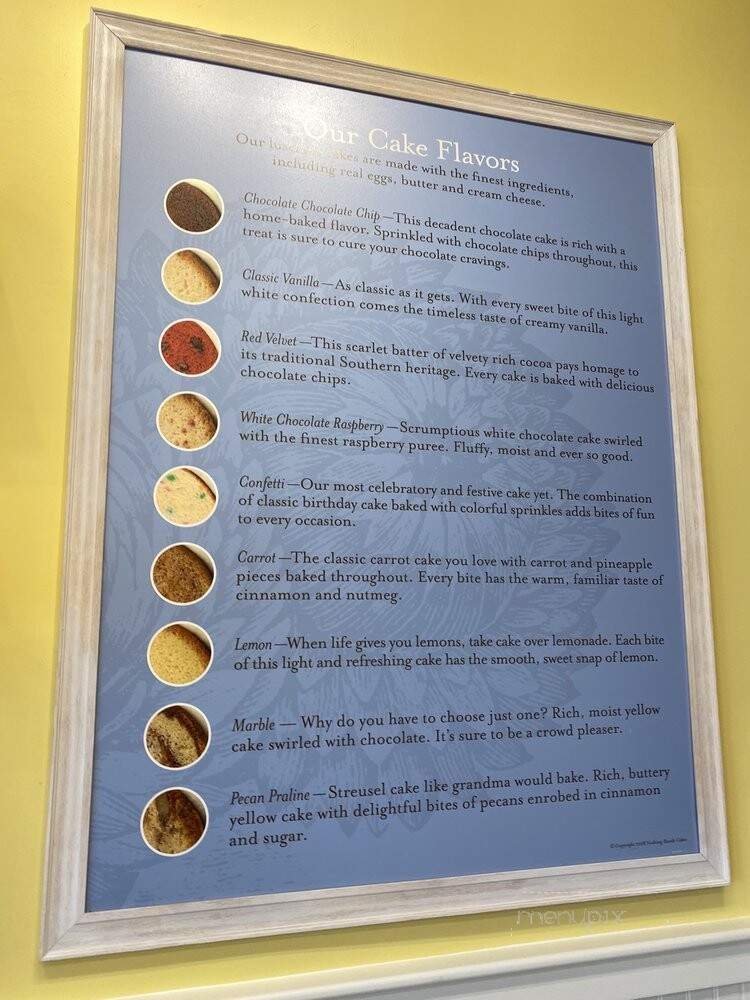 Our Cake Flavors
Our cakes are made with the finest ingredients,
including real eggs, butter and cream cheese.
Chocolate Chocolate Chip —This decadent chocolate cake is rich with a
home-baked flavor. Sprinkled with chocolate chips throughout, this
treat is sure to cure your chocolate cravings.
Classic Vanilla —As classic as it gets. With every sweet bite of this light
white confection comes the timeless taste of creamy vanilla.
Red Velvet —This scarlet batter of velvety rich cocoa pays homage to
its traditional Southern heritage. Every cake is baked with delicious
chocolate chips.
White Chocolate Raspberry —Scrumptious white chocolate cake swirled
with the finest raspberry puree. Fluffy, moist and ever so good.
Confetti —Our most celebratory and festive cake yet. The combination
of classic birthday cake baked with colorful sprinkles adds bites of fun
to every occasion.
Carrot —The classic carrot cake you love with carrot and pineapple
pieces baked throughout. Every bite has the warm, familiar taste of
cinnamon and nutmeg.
Lemon —When life gives you lemons, take cake over lemonade. Each bite
of this light and refreshing cake has the smooth, sweet snap of lemon.
Marble — Why do you have to choose just one? Rich, moist yellow
cake swirled with chocolate. It's sure to be a crowd pleaser.
Pecan Praline —Streusel cake like grandma would bake. Rich, buttery
yellow cake with delightful bites of pecans enrobed in cinnamon
and sugar.
© Copyright Nothing Bundt Cakes
menupix